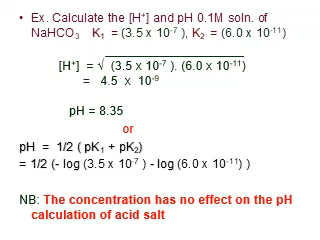 • Ex. Calculate the [H⁺] and pH 0.1M soln. of
NaHCO₃ K₁ = (3.5 x 10⁻⁷ ), K₂ = (6.0 x 10⁻¹¹)
[H⁺] = √ (3.5 x 10⁻⁷ ). (6.0 x 10⁻¹¹)
= 4.5 x 10⁻⁹
pH = 8.35
or
pH = 1/2 ( pK₁ + pK₂)
= 1/2 (- log (3.5 x 10⁻⁷ ) - log (6.0 x 10⁻¹¹) )
NB: The concentration has no effect on the pH
calculation of acid salt